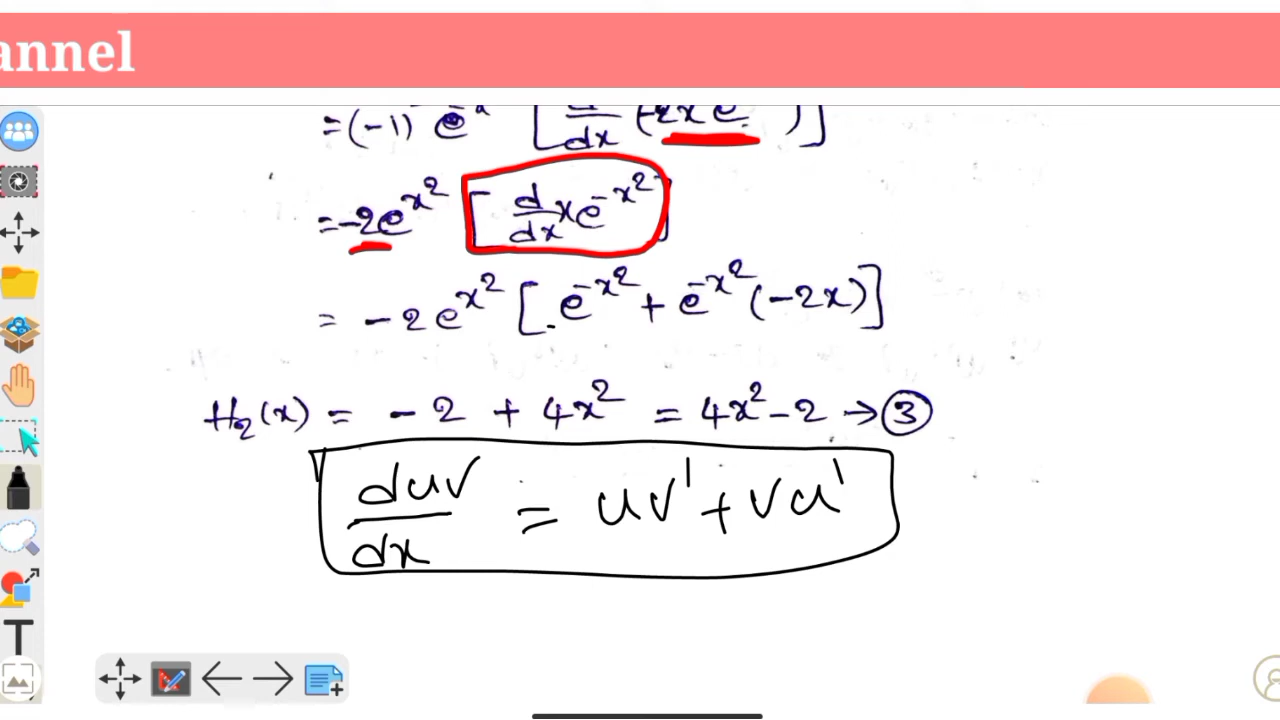 annel
=(-1) e [d/dx (-2x e )]
=-2e^{x^2} [d/dx xe^{-x^2}]
= -2e^{x^2} [.e^{-x^2} + e^{-x^2}(-2x)]
H_2(x) = -2 + 4x^2 = 4x^2-2 → ③
duv/dx = uv' + vu'
T